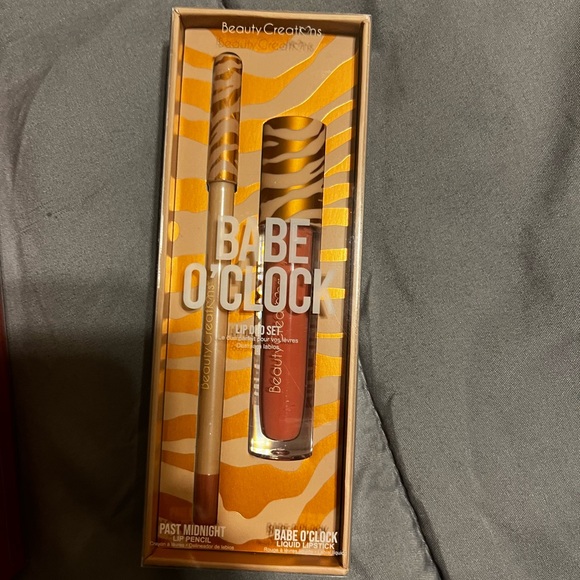 Beauty Creations
BABE
O'CLOCK
LIP DUO SET
Beauty Creations
Beauty Creations
PAST MIDNIGHT
LIP PENCIL
BABE O'CLOCK
LIQUID LIPSTICK